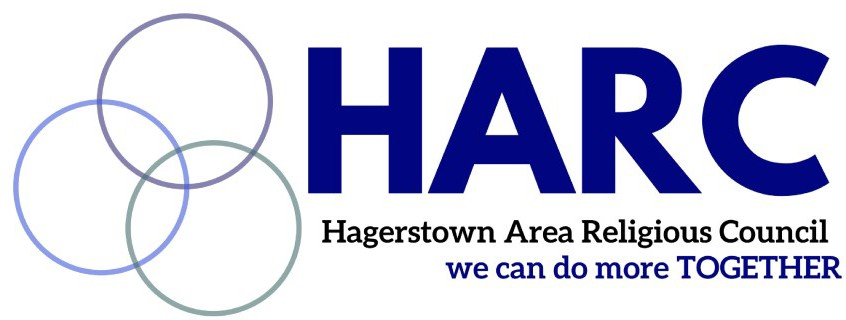 HARC
Hagerstown Area Religious Council
we can do more TOGETHER